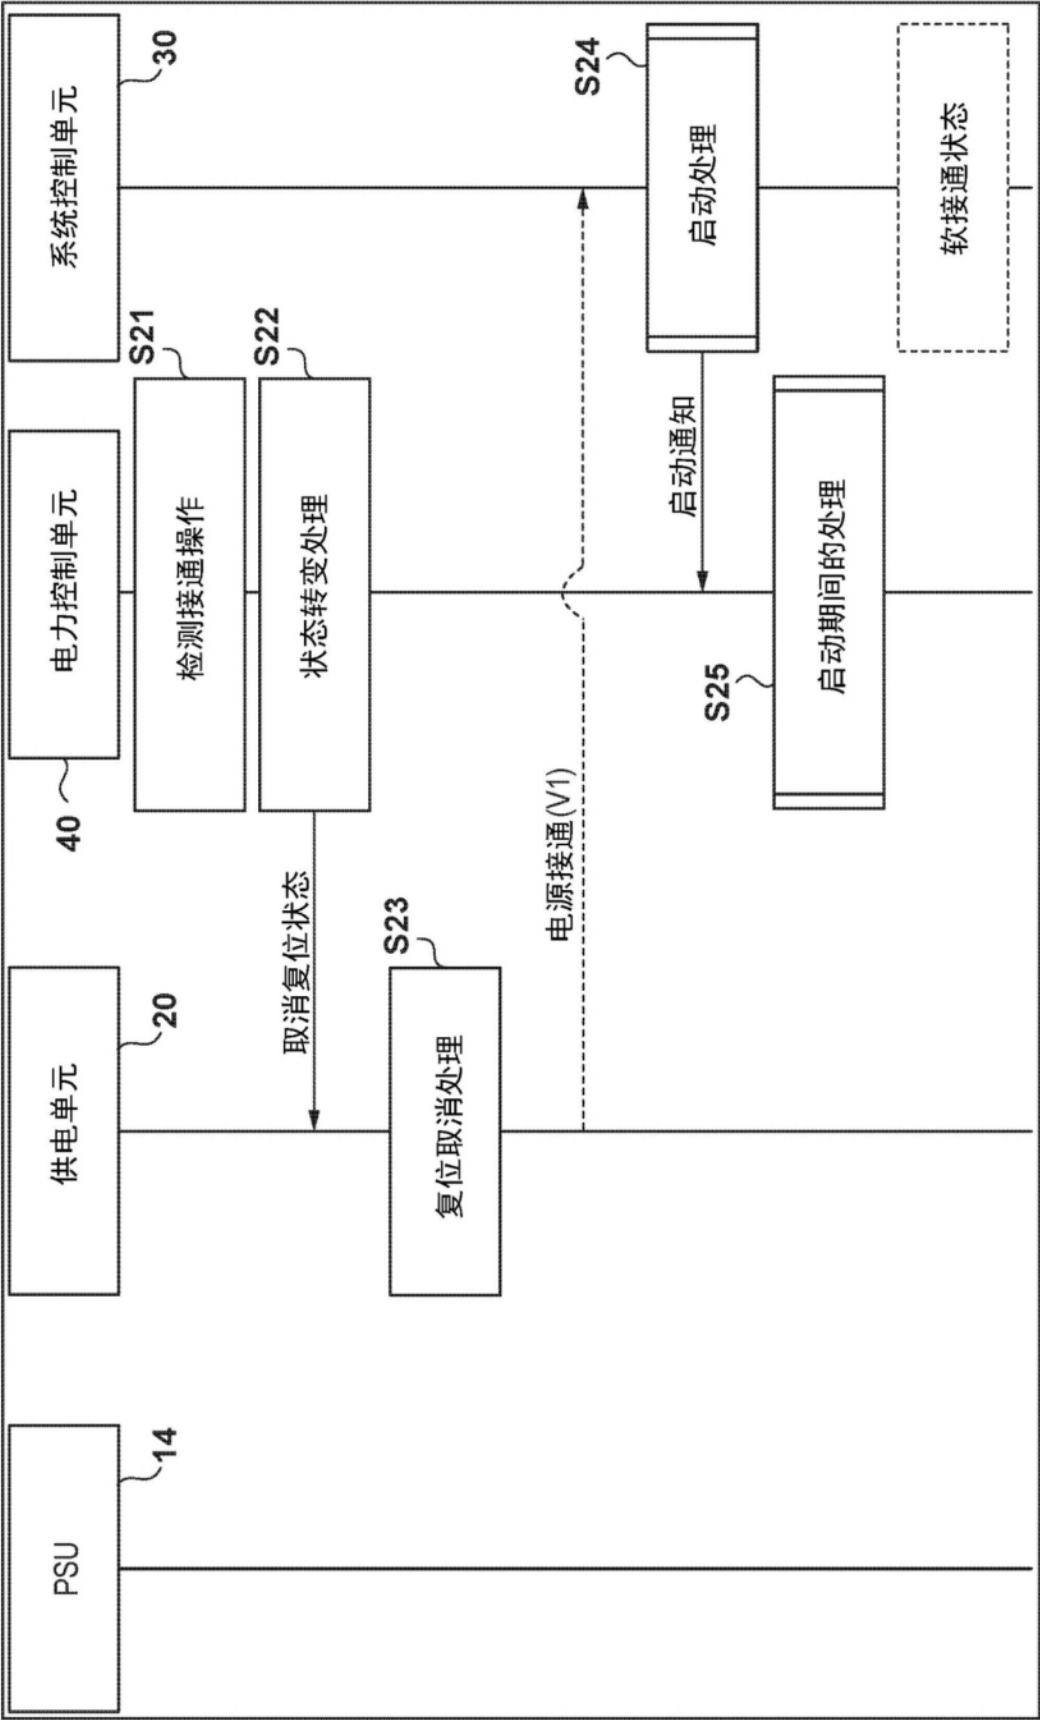 PSU
14
供电单元
20
电力控制单元
40
系统控制单元
30
检测接通操作
S21
状态转变处理
S22
取消复位状态
复位取消处理
S23
电源接通(V1)
启动处理
S24
启动通知
启动期间的处理
S25
软接通状态